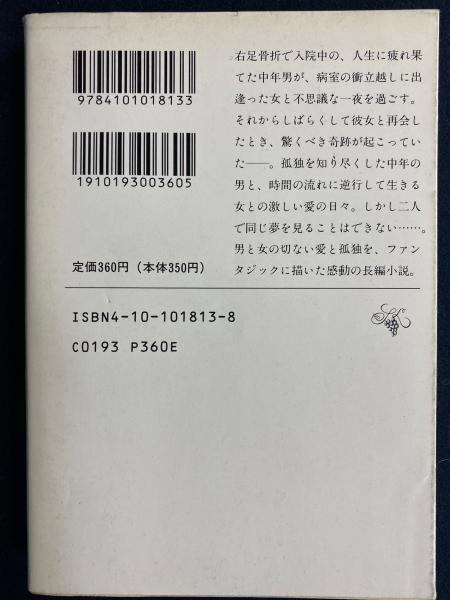 9784101018133
1910193003605
定価360円（本体350円）
右足骨折で入院中の、人生に疲れ果
てた中年男が、病室の衝立越しに出
逢った女と不思議な一夜を過ごす。
それからしばらくして彼女と再会し
たとき、驚くべき奇跡が起こってい
た――。孤独を知り尽くした中年の
男と、時間の流れに逆行して生きる
女との激しい愛の日々。しかし二人
で同じ夢を見ることはできない……。
男と女の切ない愛と孤独を、ファン
タジックに描いた感動の長編小説。
ISBN4-10-101813-8
C0193 P360E